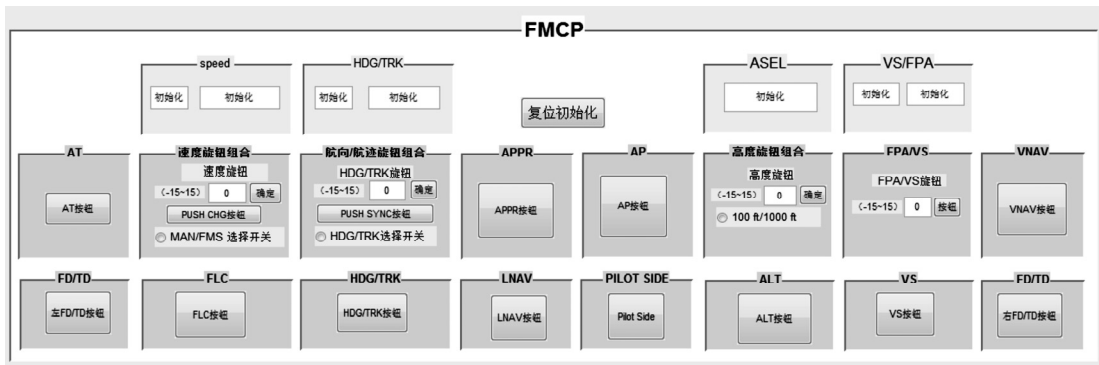 FMCP
speed
HDG/TRK
ASEL
VS/FPA
初始化 初始化
初始化 初始化
复位初始化
初始化
初始化 初始化
AT
速度旋钮组合
航向/航迹旋钮组合
APPR
AP
高度旋钮组合
FPA/VS
VNAV
AT按钮
速度旋钮
(-15~15) 0 确定
PUSH CHG按钮
MAN/FMS 选择开关
HDG/TRK旋钮
(-15~15) 0 确定
PUSH SYNC按钮
HDG/TRK选择开关
APPR按钮
AP按钮
高度旋钮
(-15~15) 0 确定
100 ft/1000 ft
FPA/VS旋钮
(-15~15) 0 按钮
VNAV按钮
FD/TD
FLC
HDG/TRK
LNAV
PILOT SIDE
ALT
VS
FD/TD
左FD/TD按钮
FLC按钮
HDG/TRK按钮
LNAV按钮
Pilot Side
ALT按钮
VS按钮
右FD/TD按钮